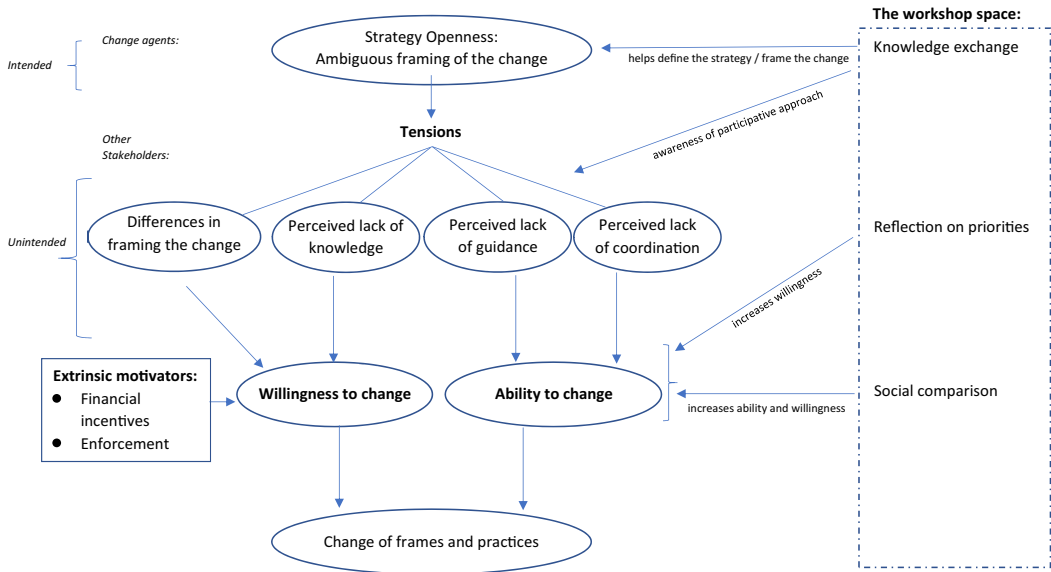 The workshop space:
Change agents:
Strategy Openness:
Ambiguous framing of the change
Knowledge exchange
Intended
helps define the strategy / frame the change
awareness of participative approach
Tensions
Other
Stakeholders:
Differences in
framing the change
Perceived lack of
knowledge
Perceived lack
of guidance
Perceived lack
of coordination
Reflection on priorities
Unintended
increases willingness
Extrinsic motivators:
● Financial
incentives
● Enforcement
Willingness to change
Ability to change
Social comparison
increases ability and willingness
Change of frames and practices